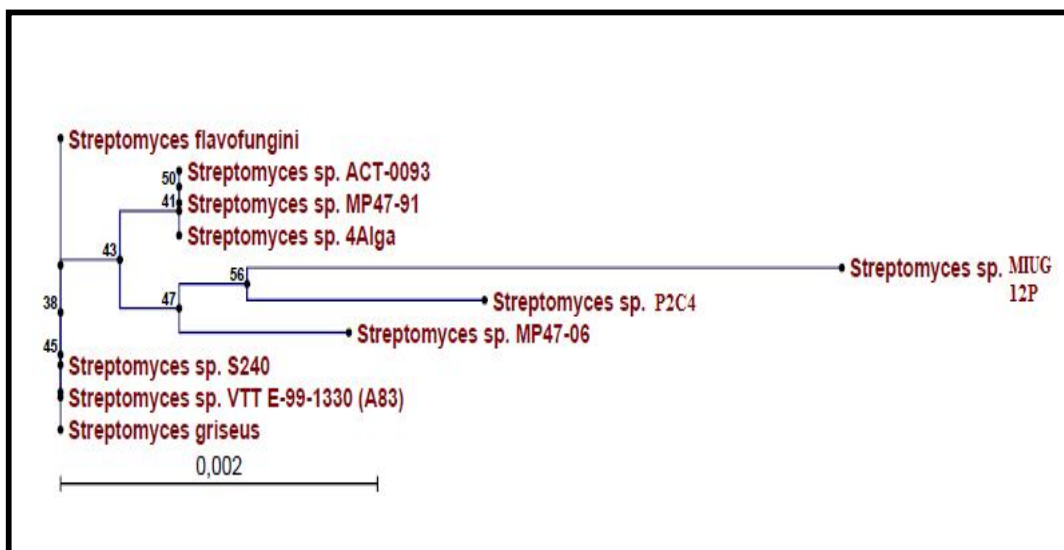 Streptomyces flavofungini
50
Streptomyces sp. ACT-0093
41
Streptomyces sp. MP47-91
Streptomyces sp. 4Alga
43
56
Streptomyces sp. MIUG
12P
47
Streptomyces sp. P2C4
38
Streptomyces sp. MP47-06
45
Streptomyces sp. S240
Streptomyces sp. VTT E-99-1330 (A83)
Streptomyces griseus
0,002